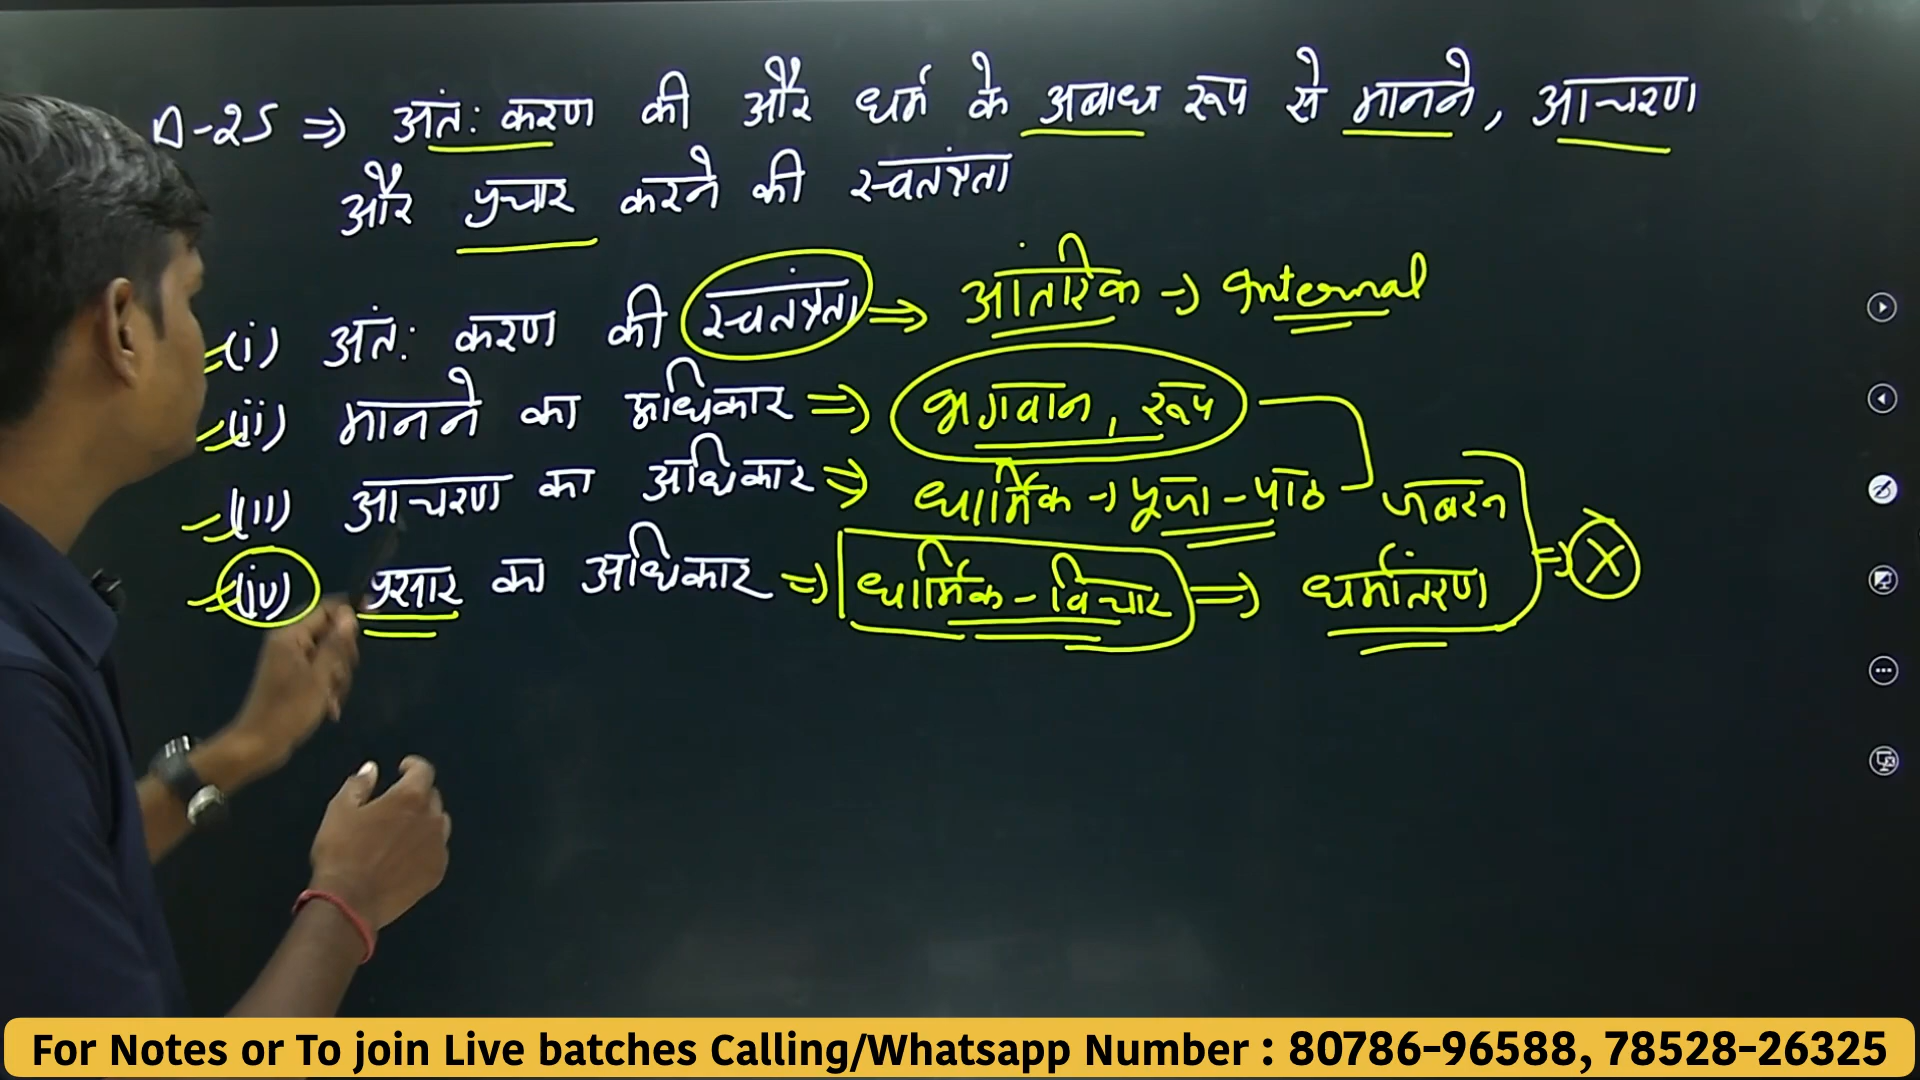 A-25 ⇒ अंत: करण की और धर्म के अबाध रूप से मानने, आचरण
और प्रचार करने की स्वतंत्रता
(i) अंत: करण की स्वतंत्रता ⇒ आंतरिक → Internal
(ii) मानने का अधिकार ⇒ भगवान, रूप
(iii) आचरण का अधिकार ⇒ धार्मिक → पूजा - पाठ जबरन
(iv) प्रसार का अधिकार ⇒ धार्मिक - विचार ⇒ धर्मांतरण ⇒ X
For Notes or To join Live batches Calling/Whatsapp Number : 80786-96588, 78528-26325